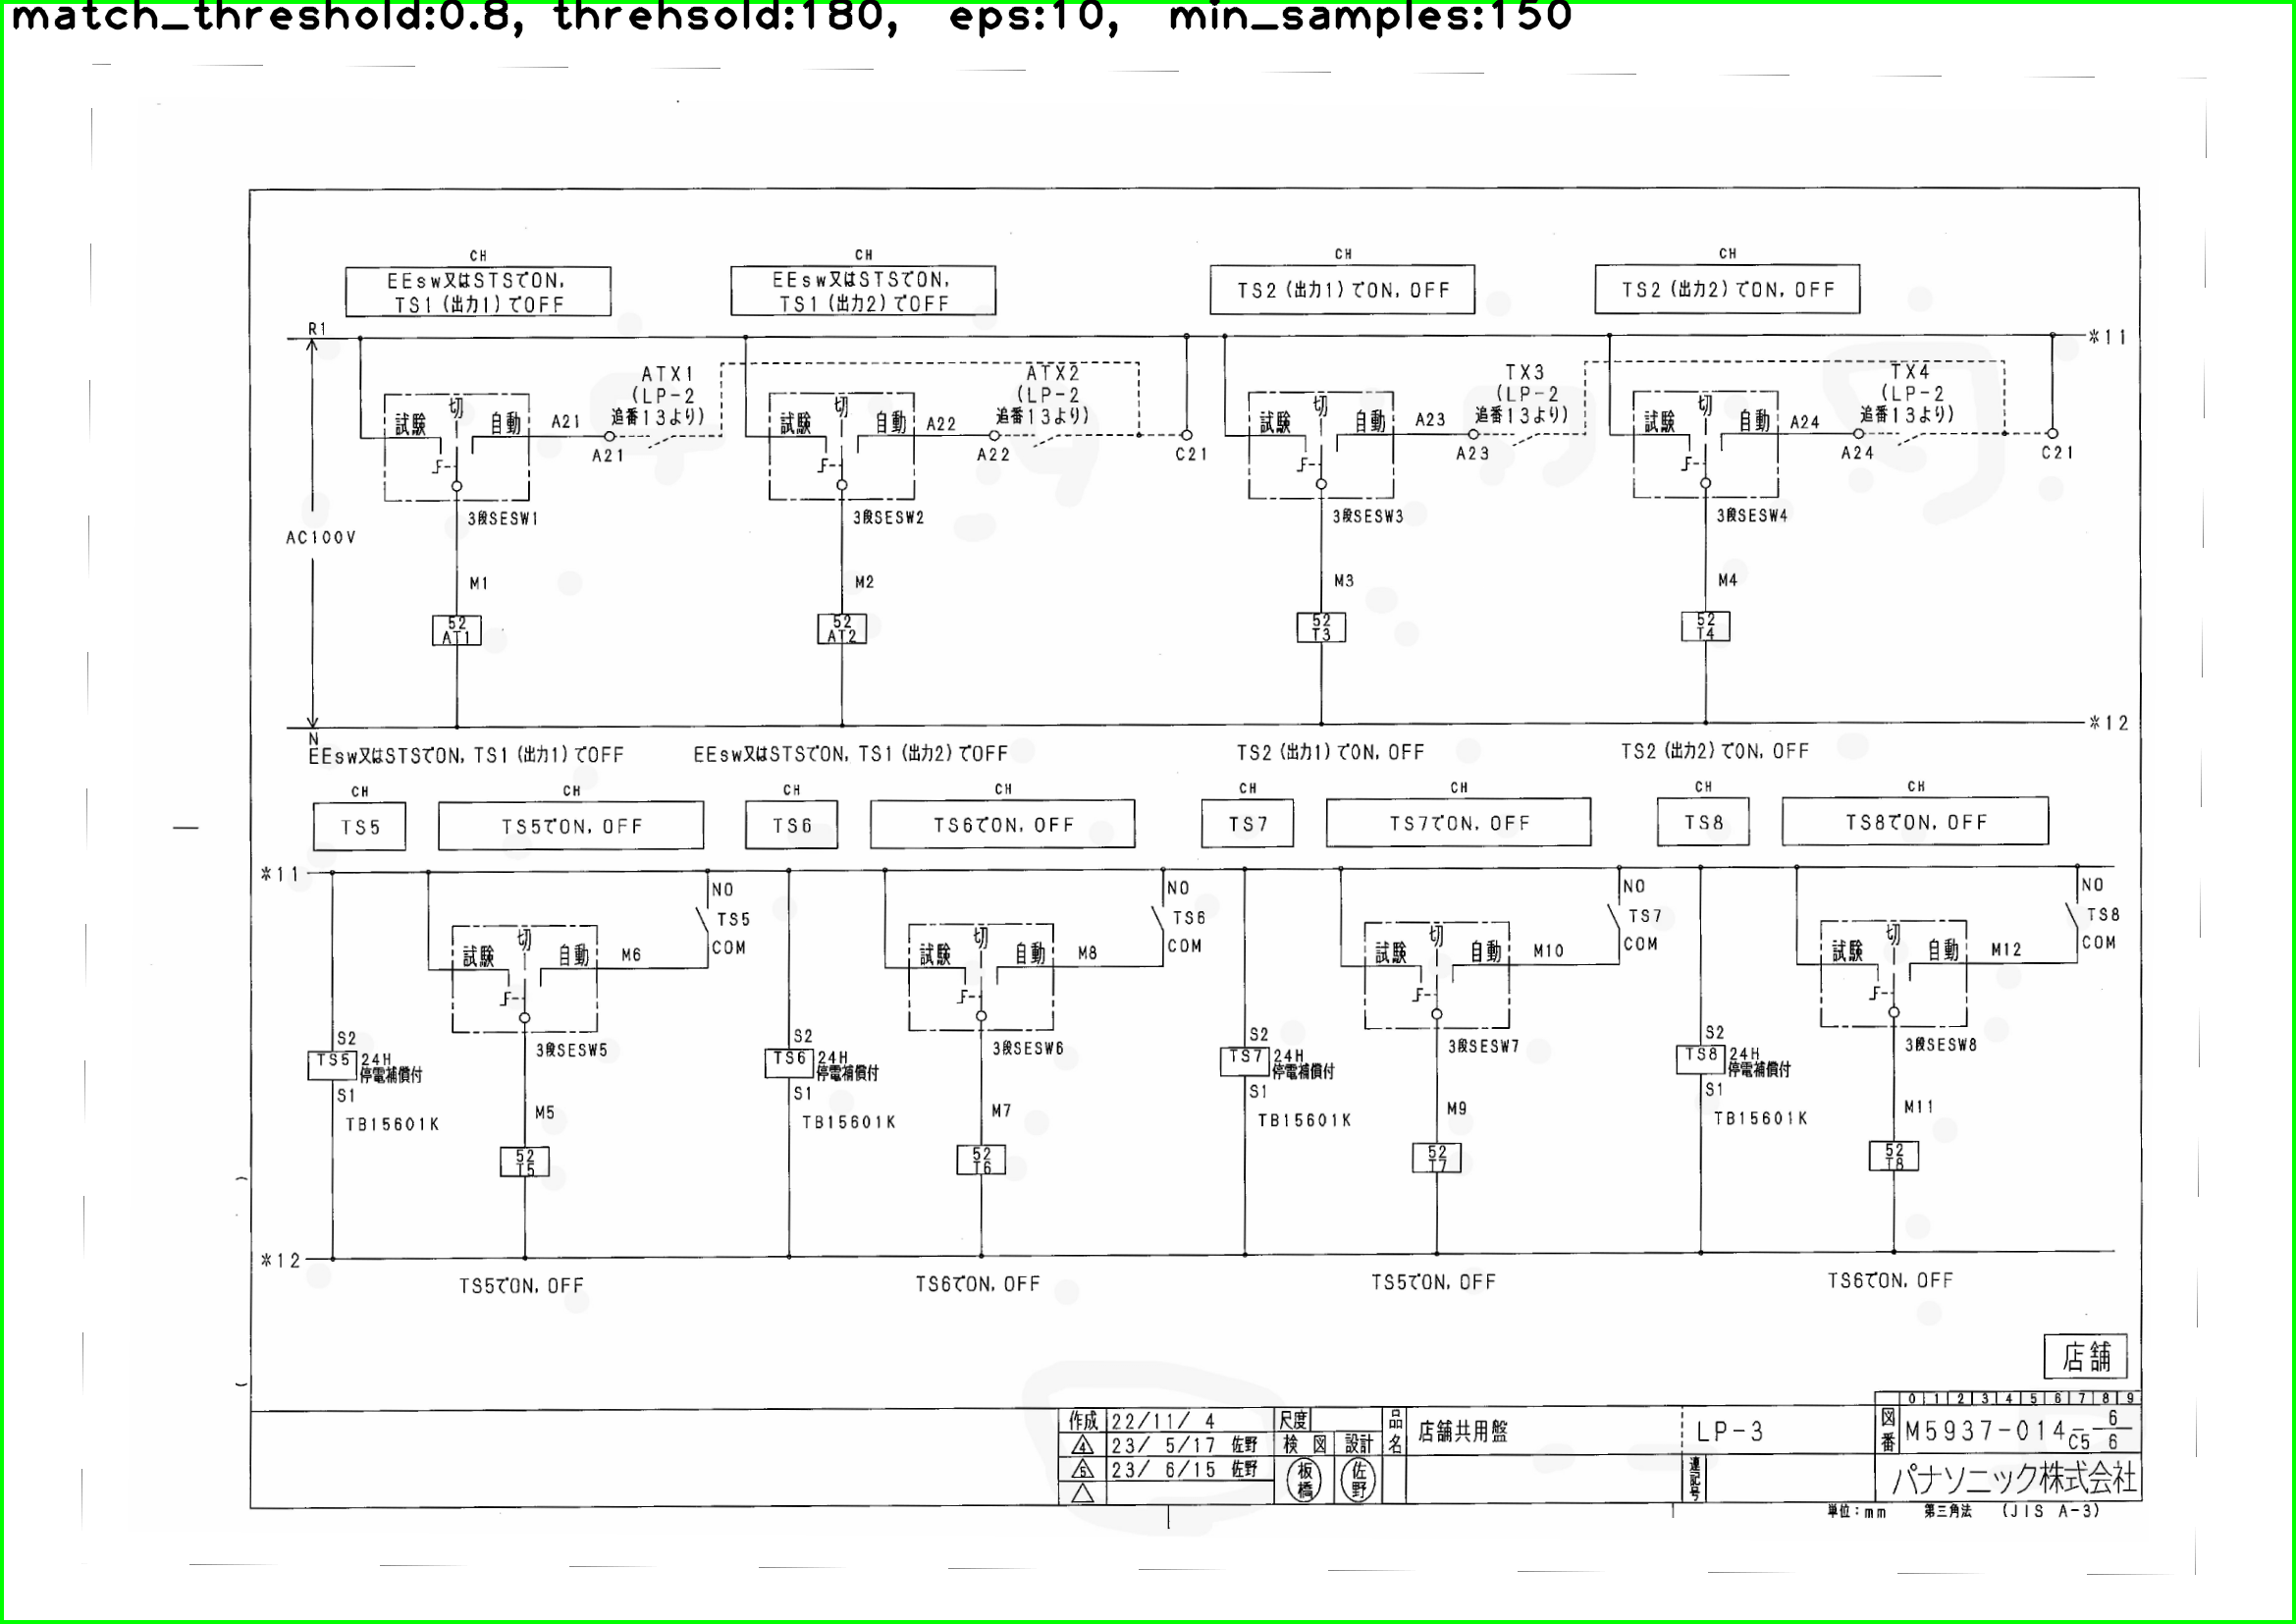 match_threshold:0.8, threhsold:180, eps:10, min_samples:150
CH
EEsw又はSTSでON,
TS1(出力1)でOFF
CH
EEsw又はSTSでON,
TS1(出力2)でOFF
CH
TS2(出力1)でON, OFF
CH
TS2(出力2)でON, OFF
R1
*11
ATX1
(LP-2
追番13より)
ATX2
(LP-2
追番13より)
TX3
(LP-2
追番13より)
TX4
(LP-2
追番13より)
試験 切 自動 A21
A21
試験 切 自動 A22
A22
C21
試験 切 自動 A23
A23
試験 切 自動 A24
A24
C21
3段SESW1
3段SESW2
3段SESW3
3段SESW4
AC100V
M1
M2
M3
M4
52
AT1
52
AT2
52
T3
52
T4
*12
N
EEsw又はSTSでON, TS1(出力1)でOFF
EEsw又はSTSでON, TS1(出力2)でOFF
TS2(出力1)でON, OFF
TS2(出力2)でON, OFF
CH
TS5
CH
TS5でON, OFF
CH
TS6
CH
TS6でON, OFF
CH
TS7
CH
TS7でON, OFF
CH
TS8
CH
TS8でON, OFF
*11
NO
TS5
COM
NO
TS6
COM
NO
TS7
COM
NO
TS8
COM
試験 切 自動 M6
試験 切 自動 M8
試験 切 自動 M10
試験 切 自動 M12
3段SESW5
3段SESW6
3段SESW7
3段SESW8
S2
TS5 24H
停電補償付
S1
TB15601K
S2
TS6 24H
停電補償付
S1
TB15601K
S2
TS7 24H
停電補償付
S1
TB15601K
S2
TS8 24H
停電補償付
S1
TB15601K
M5
M7
M9
M11
52
T5
52
T6
52
T7
52
T8
*12
TS5でON, OFF
TS6でON, OFF
TS5でON, OFF
TS6でON, OFF
店舗
0 1 2 3 4 5 6 7 8 9
作成 22/11/ 4
4 23/ 5/17 佐野
5 23/ 6/15 佐野
尺度
検図 設計
板橋 佐野
品名 店舗共用盤 LP-3
図番 M5937-014 C5 6/6
連記号
パナソニック株式会社
単位:mm 第三角法 (JIS A-3)